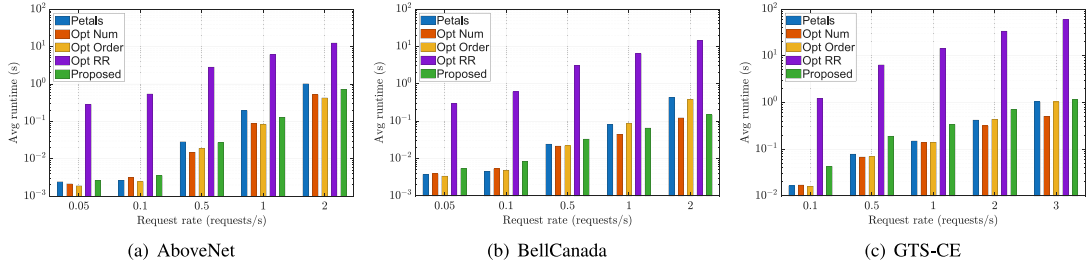 Petals
Opt Num
Opt Order
Opt RR
Proposed
Avg runtime (s)
10^2
10^1
10^0
10^-1
10^-2
10^-3
0.05 0.1 0.5 1 2
Request rate (requests/s)
(a) AboveNet
Petals
Opt Num
Opt Order
Opt RR
Proposed
Avg runtime (s)
10^2
10^1
10^0
10^-1
10^-2
10^-3
0.05 0.1 0.5 1 2
Request rate (requests/s)
(b) BellCanada
Petals
Opt Num
Opt Order
Opt RR
Proposed
Avg runtime (s)
10^2
10^1
10^0
10^-1
10^-2
0.1 0.5 1 2 3
Request rate (requests/s)
(c) GTS-CE